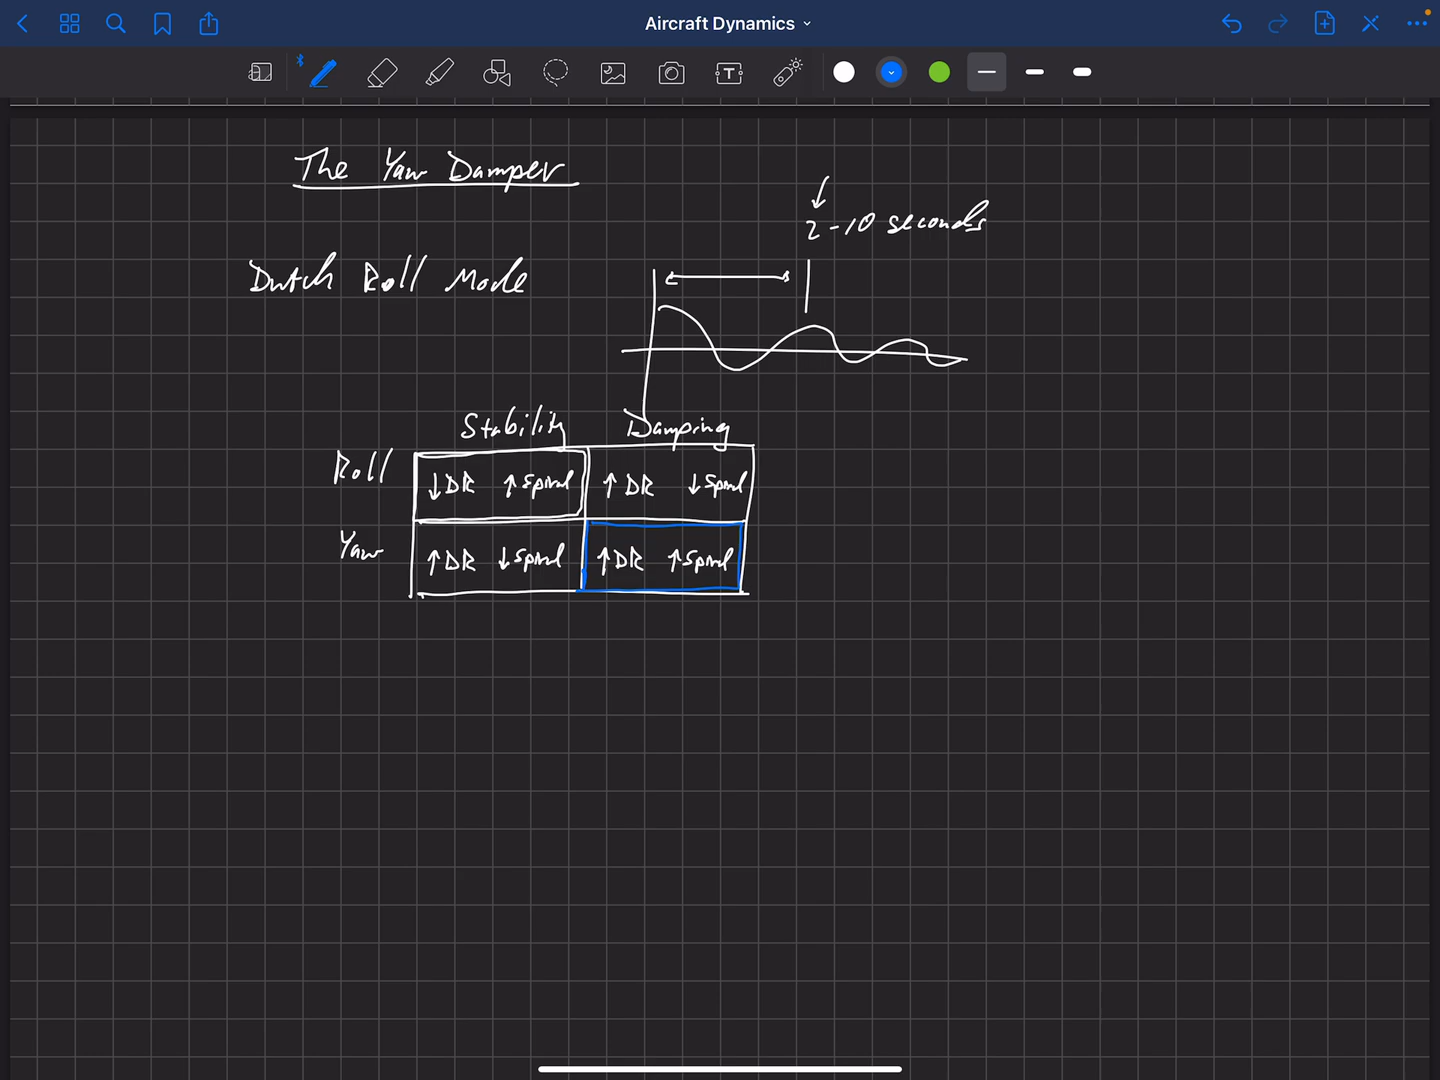 Aircraft Dynamics
The Yaw Damper
↓
2-10 seconds
Dutch Roll Mode
Stability Damping
Roll ↓DR ↑Spiral ↑DR ↓Spiral
Yaw ↑DR ↓Spiral ↑DR ↑Spiral